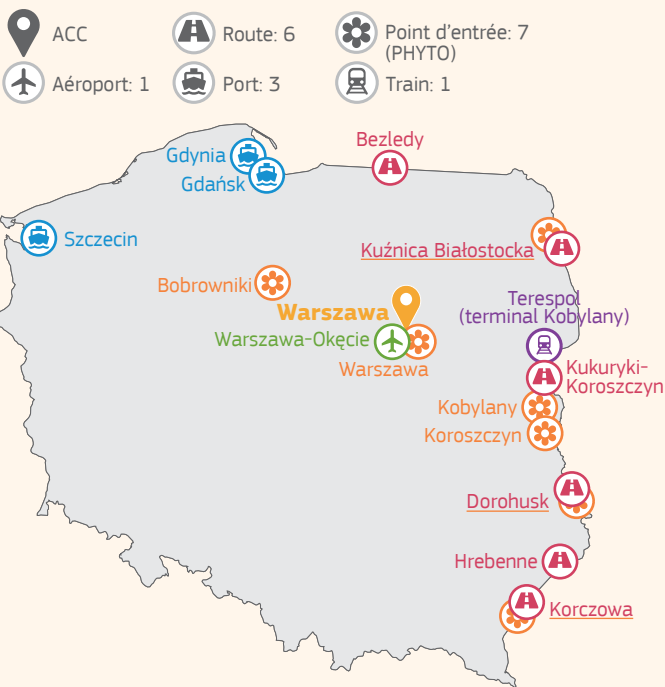 ACC
Route: 6
Point d'entrée: 7
(PHYTO)
Aéroport: 1
Port: 3
Train: 1
Bezledy
Gdynia
Gdańsk
Szczecin
Kuźnica Białostocka
Bobrowniki
Terespol
(terminal Kobylany)
Warszawa
Warszawa-Okęcie
Warszawa
Kukuryki-
Koroszczyn
Kobylany
Koroszczyn
Dorohusk
Hrebenne
Korczowa